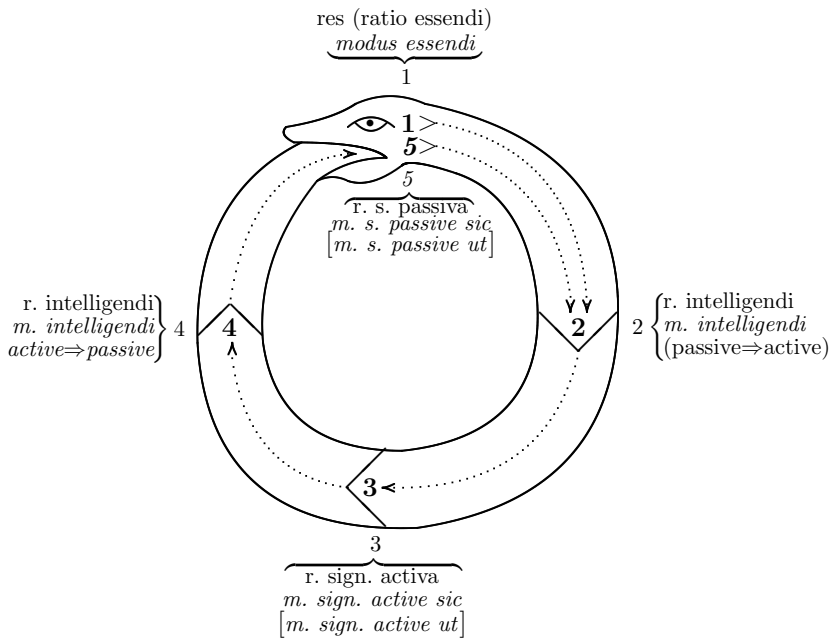 res (ratio essendi)
modus essendi
1
1>
5>
5
r. s. passiva
m. s. passive sic
[m. s. passive ut]
r. intelligendi
m. intelligendi
active⇒passive
4
4
2
2
r. intelligendi
m. intelligendi
(passive⇒active)
3
3
r. sign. activa
m. sign. active sic
[m. sign. active ut]